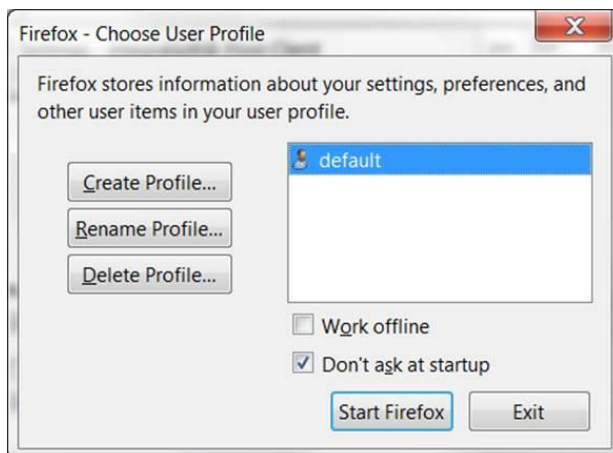 Firefox - Choose User Profile
Firefox stores information about your settings, preferences, and
other user items in your user profile.
default
Create Profile...
Rename Profile...
Delete Profile...
Work offline
Don't ask at startup
Start Firefox
Exit